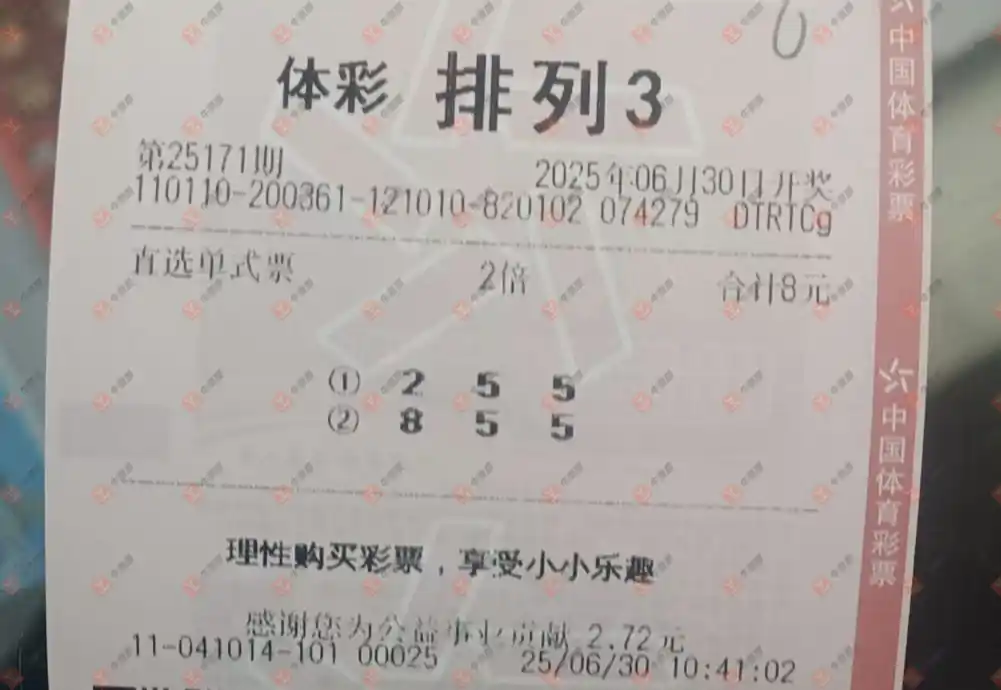 6
体彩 排列3
第25171期 2025年06月30日开奖
110110-200361-121010-820102 074279 DTRTCg
直选单式票 2倍 合计8元
① 2 5 5
② 8 5 5
理性购买彩票，享受小小乐趣
感谢您为公益事业贡献 2.72元
11-041014-101 00025 25/06/30 10:41:02
中国体育彩票
中国体育彩票